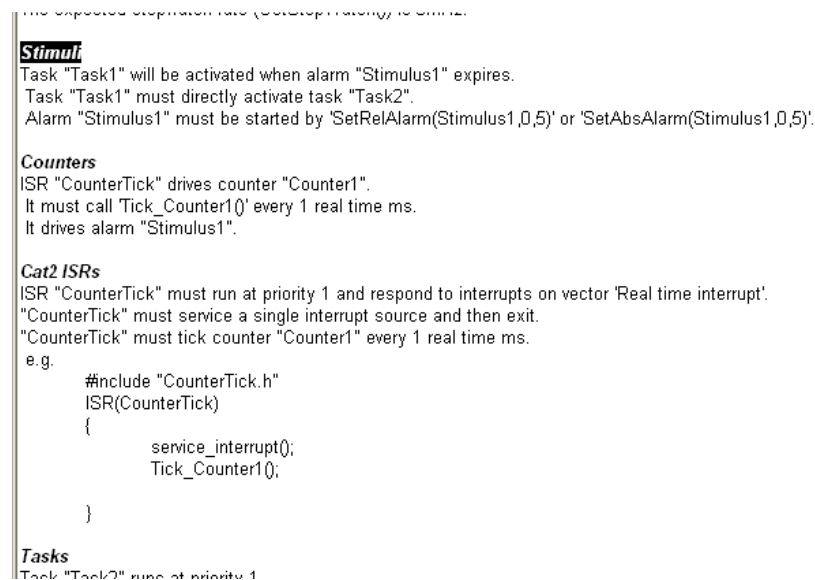 Stimuli
Task "Task1" will be activated when alarm "Stimulus1" expires.
Task "Task1" must directly activate task "Task2".
Alarm "Stimulus1" must be started by 'SetRelAlarm(Stimulus1,0,5)' or 'SetAbsAlarm(Stimulus1,0,5)'.
Counters
ISR "CounterTick" drives counter "Counter1".
It must call 'Tick_Counter1()' every 1 real time ms.
It drives alarm "Stimulus1".
Cat2 ISRs
ISR "CounterTick" must run at priority 1 and respond to interrupts on vector 'Real time interrupt'.
"CounterTick" must service a single interrupt source and then exit.
"CounterTick" must tick counter "Counter1" every 1 real time ms.
e.g.
#include "CounterTick.h"
ISR(CounterTick)
{
service_interrupt();
Tick_Counter1();
}
Tasks
Task "Task2" runs at priority 1